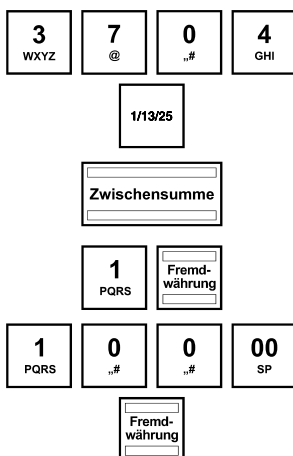 3 7 0 4
WXYZ @ „# GHI
1/13/25
Zwischensumme
1 Fremd-
PQRS währung
1 0 0 00
PQRS „# „# SP
Fremd-
währung